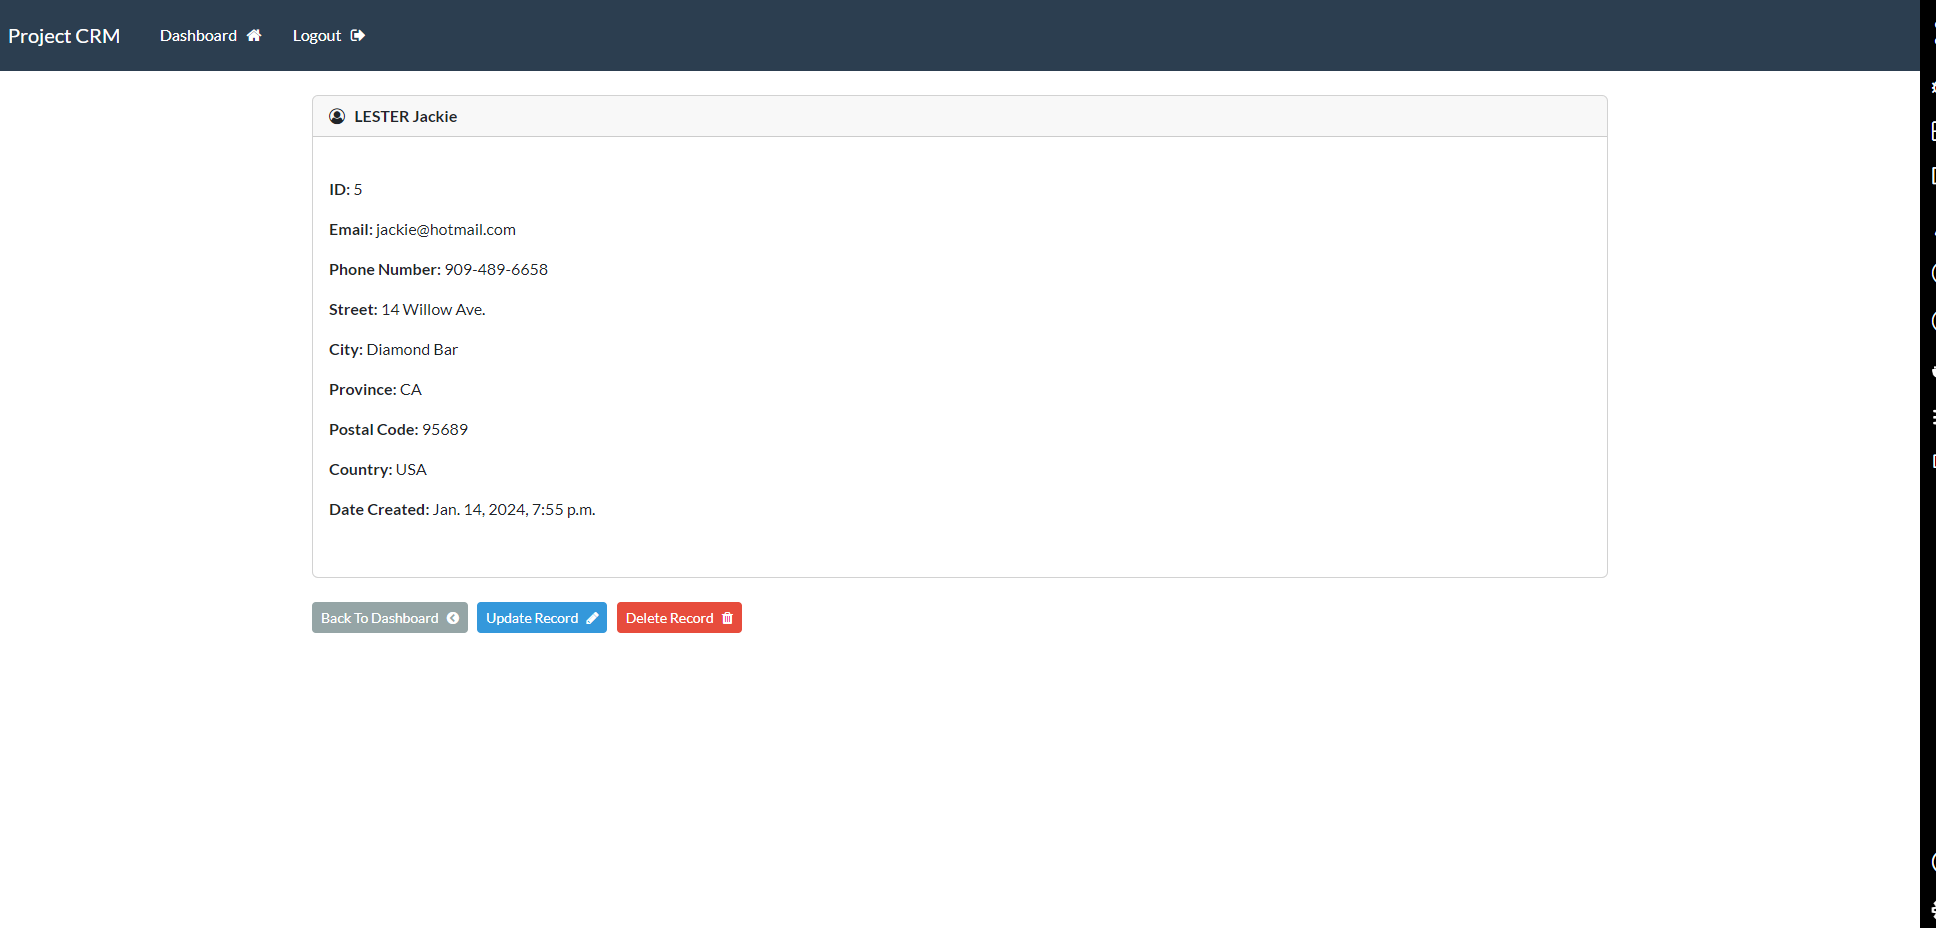 Project CRM Dashboard Logout
LESTER Jackie
ID: 5
Email: jackie@hotmail.com
Phone Number: 909-489-6658
Street: 14 Willow Ave.
City: Diamond Bar
Province: CA
Postal Code: 95689
Country: USA
Date Created: Jan. 14, 2024, 7:55 p.m.
Back To Dashboard Update Record Delete Record